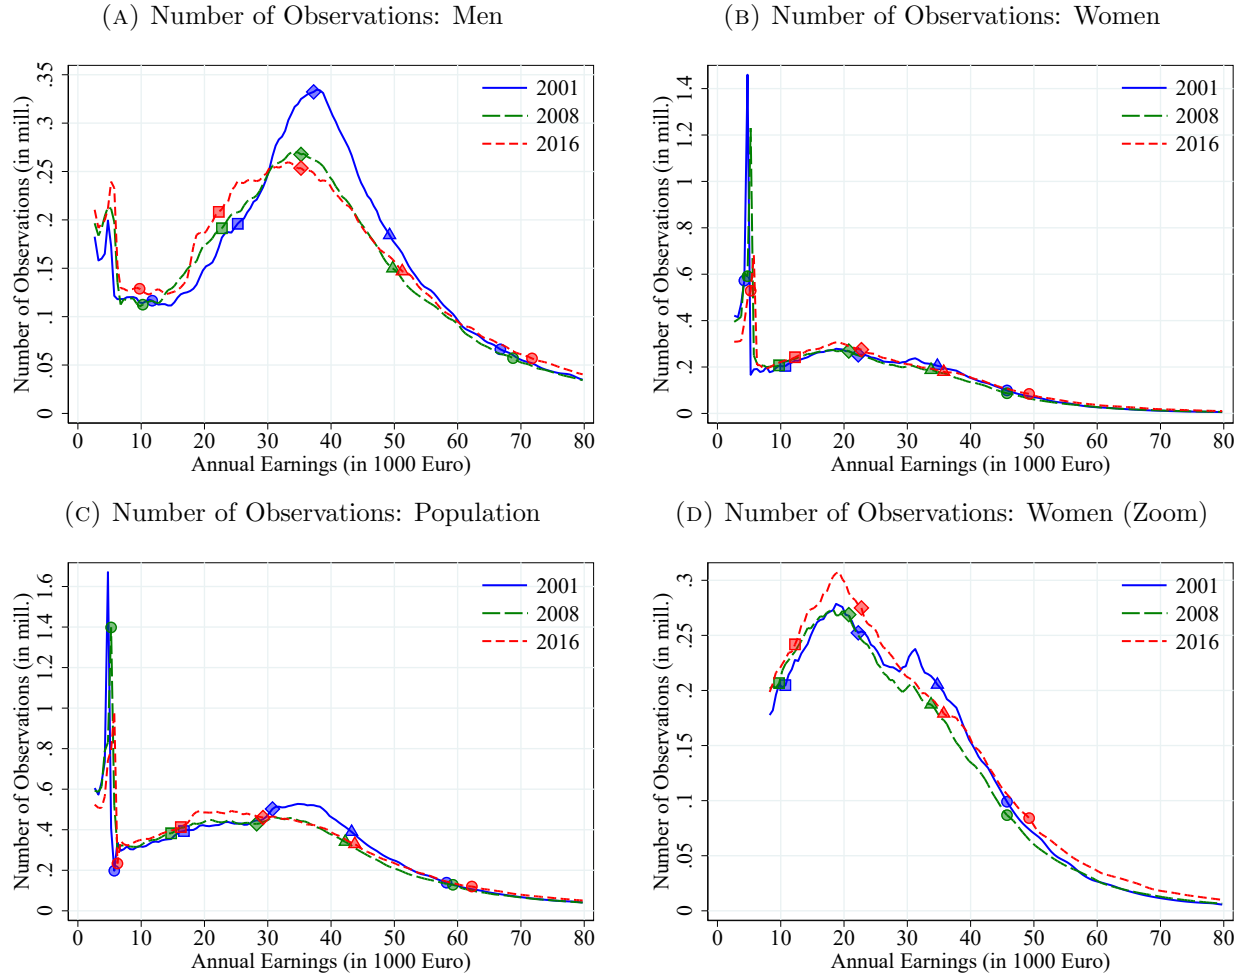 (A) Number of Observations: Men
Number of Observations (in mill.)
0 .05 .1 .15 .2 .25 .3 .35
2001
2008
2016
0 10 20 30 40 50 60 70 80
Annual Earnings (in 1000 Euro)
(B) Number of Observations: Women
Number of Observations (in mill.)
0 .2 .4 .6 .8 1 1.2 1.4
2001
2008
2016
0 10 20 30 40 50 60 70 80
Annual Earnings (in 1000 Euro)
(C) Number of Observations: Population
Number of Observations (in mill.)
0 .2 .4 .6 .8 1 1.2 1.4 1.6
2001
2008
2016
0 10 20 30 40 50 60 70 80
Annual Earnings (in 1000 Euro)
(D) Number of Observations: Women (Zoom)
Number of Observations (in mill.)
0 .05 .1 .15 .2 .25 .3
2001
2008
2016
0 10 20 30 40 50 60 70 80
Annual Earnings (in 1000 Euro)